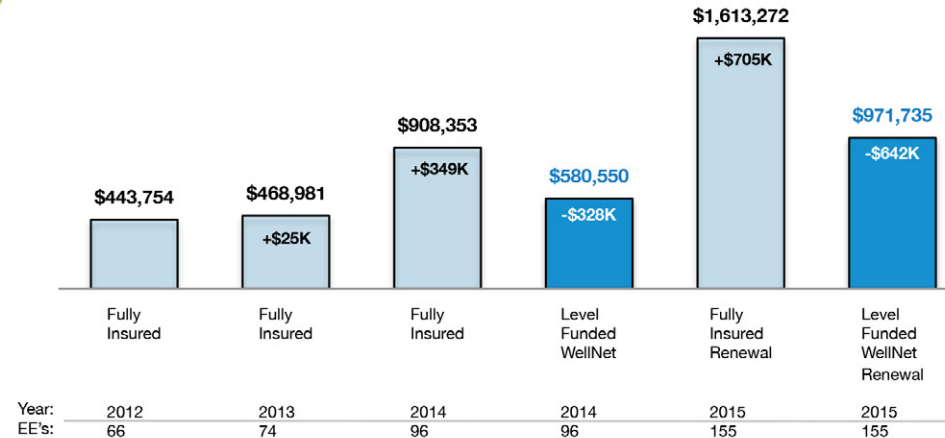 $1,613,272
+$705K
$971,735
-$642K
$908,353
+$349K
$580,550
-$328K
$443,754
$468,981
+$25K
Fully
Insured
Fully
Insured
Fully
Insured
Level
Funded
WellNet
Fully
Insured
Renewal
Level
Funded
WellNet
Renewal
Year: 2012 2013 2014 2014 2015 2015
EE's: 66 74 96 96 155 155